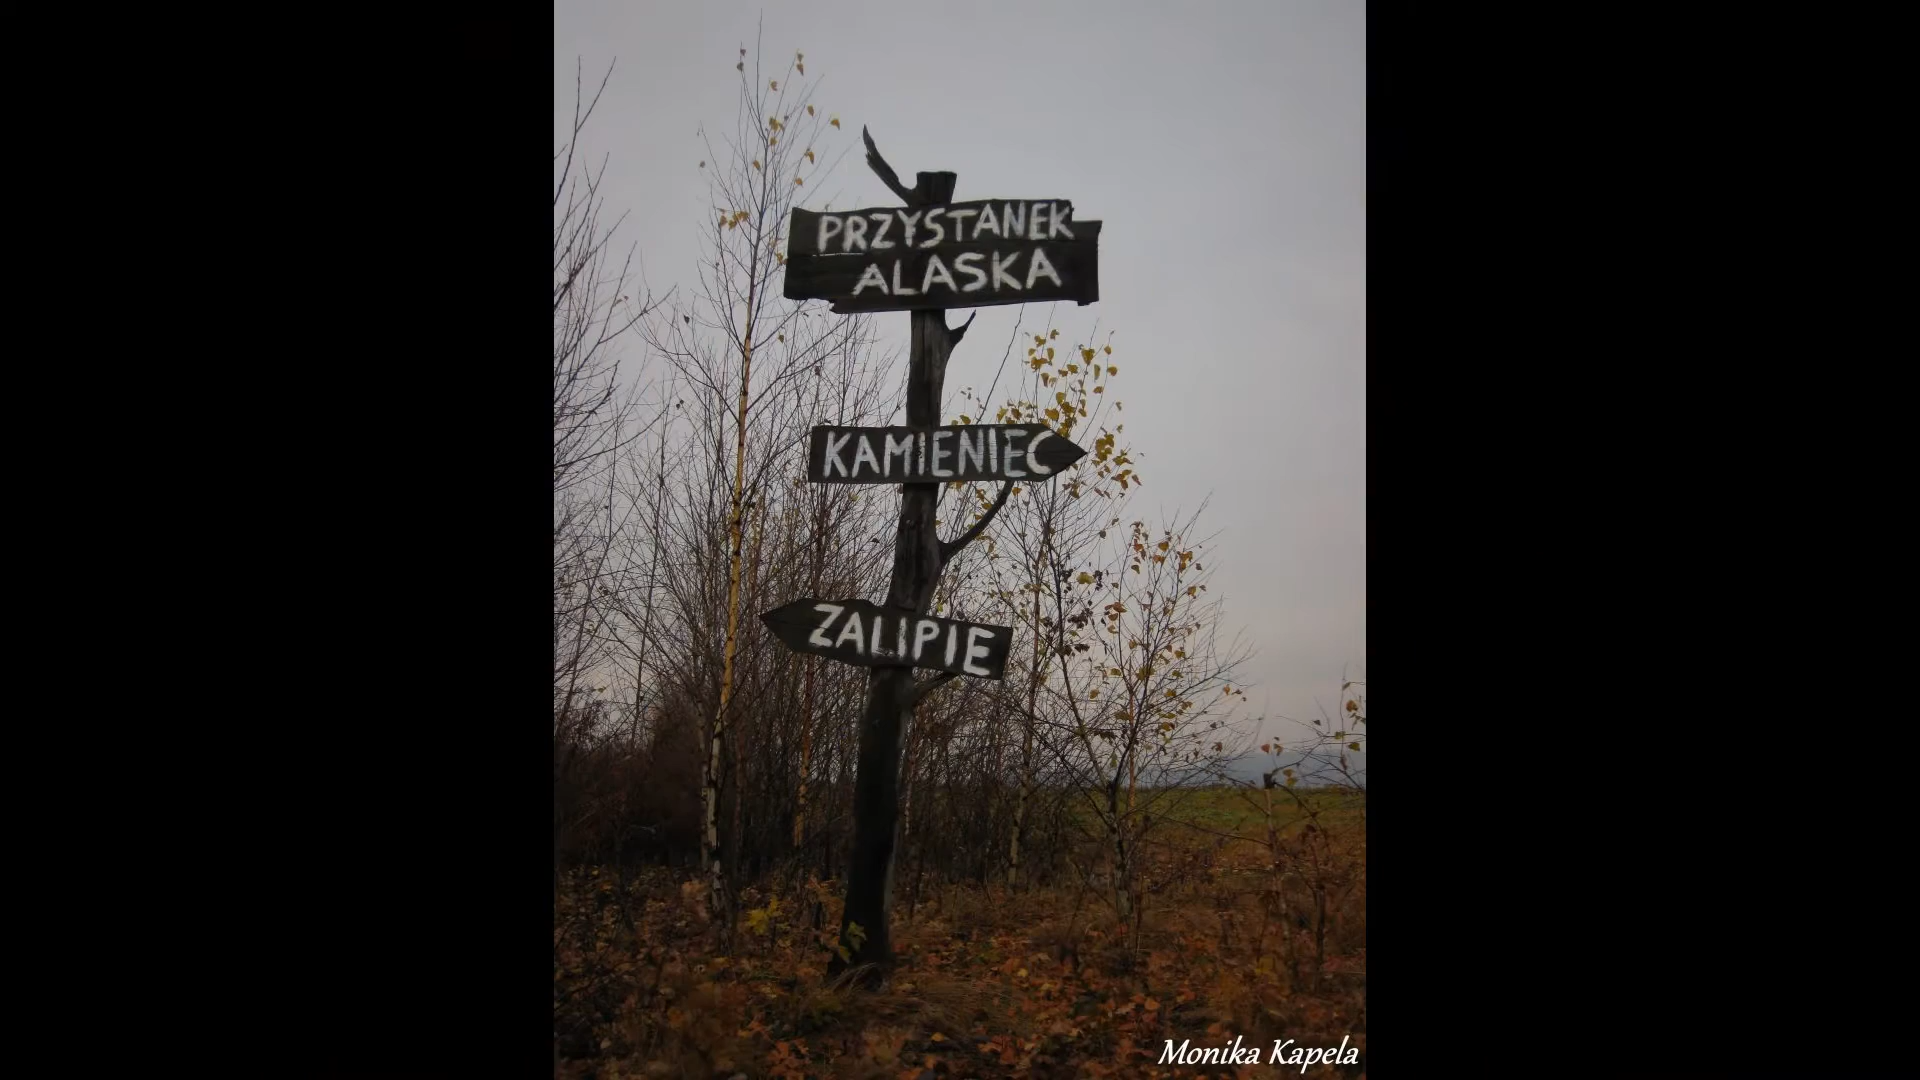 PRZYSTANEK
ALASKA
KAMIENIEC
ZALIPIE
Monika Kapela